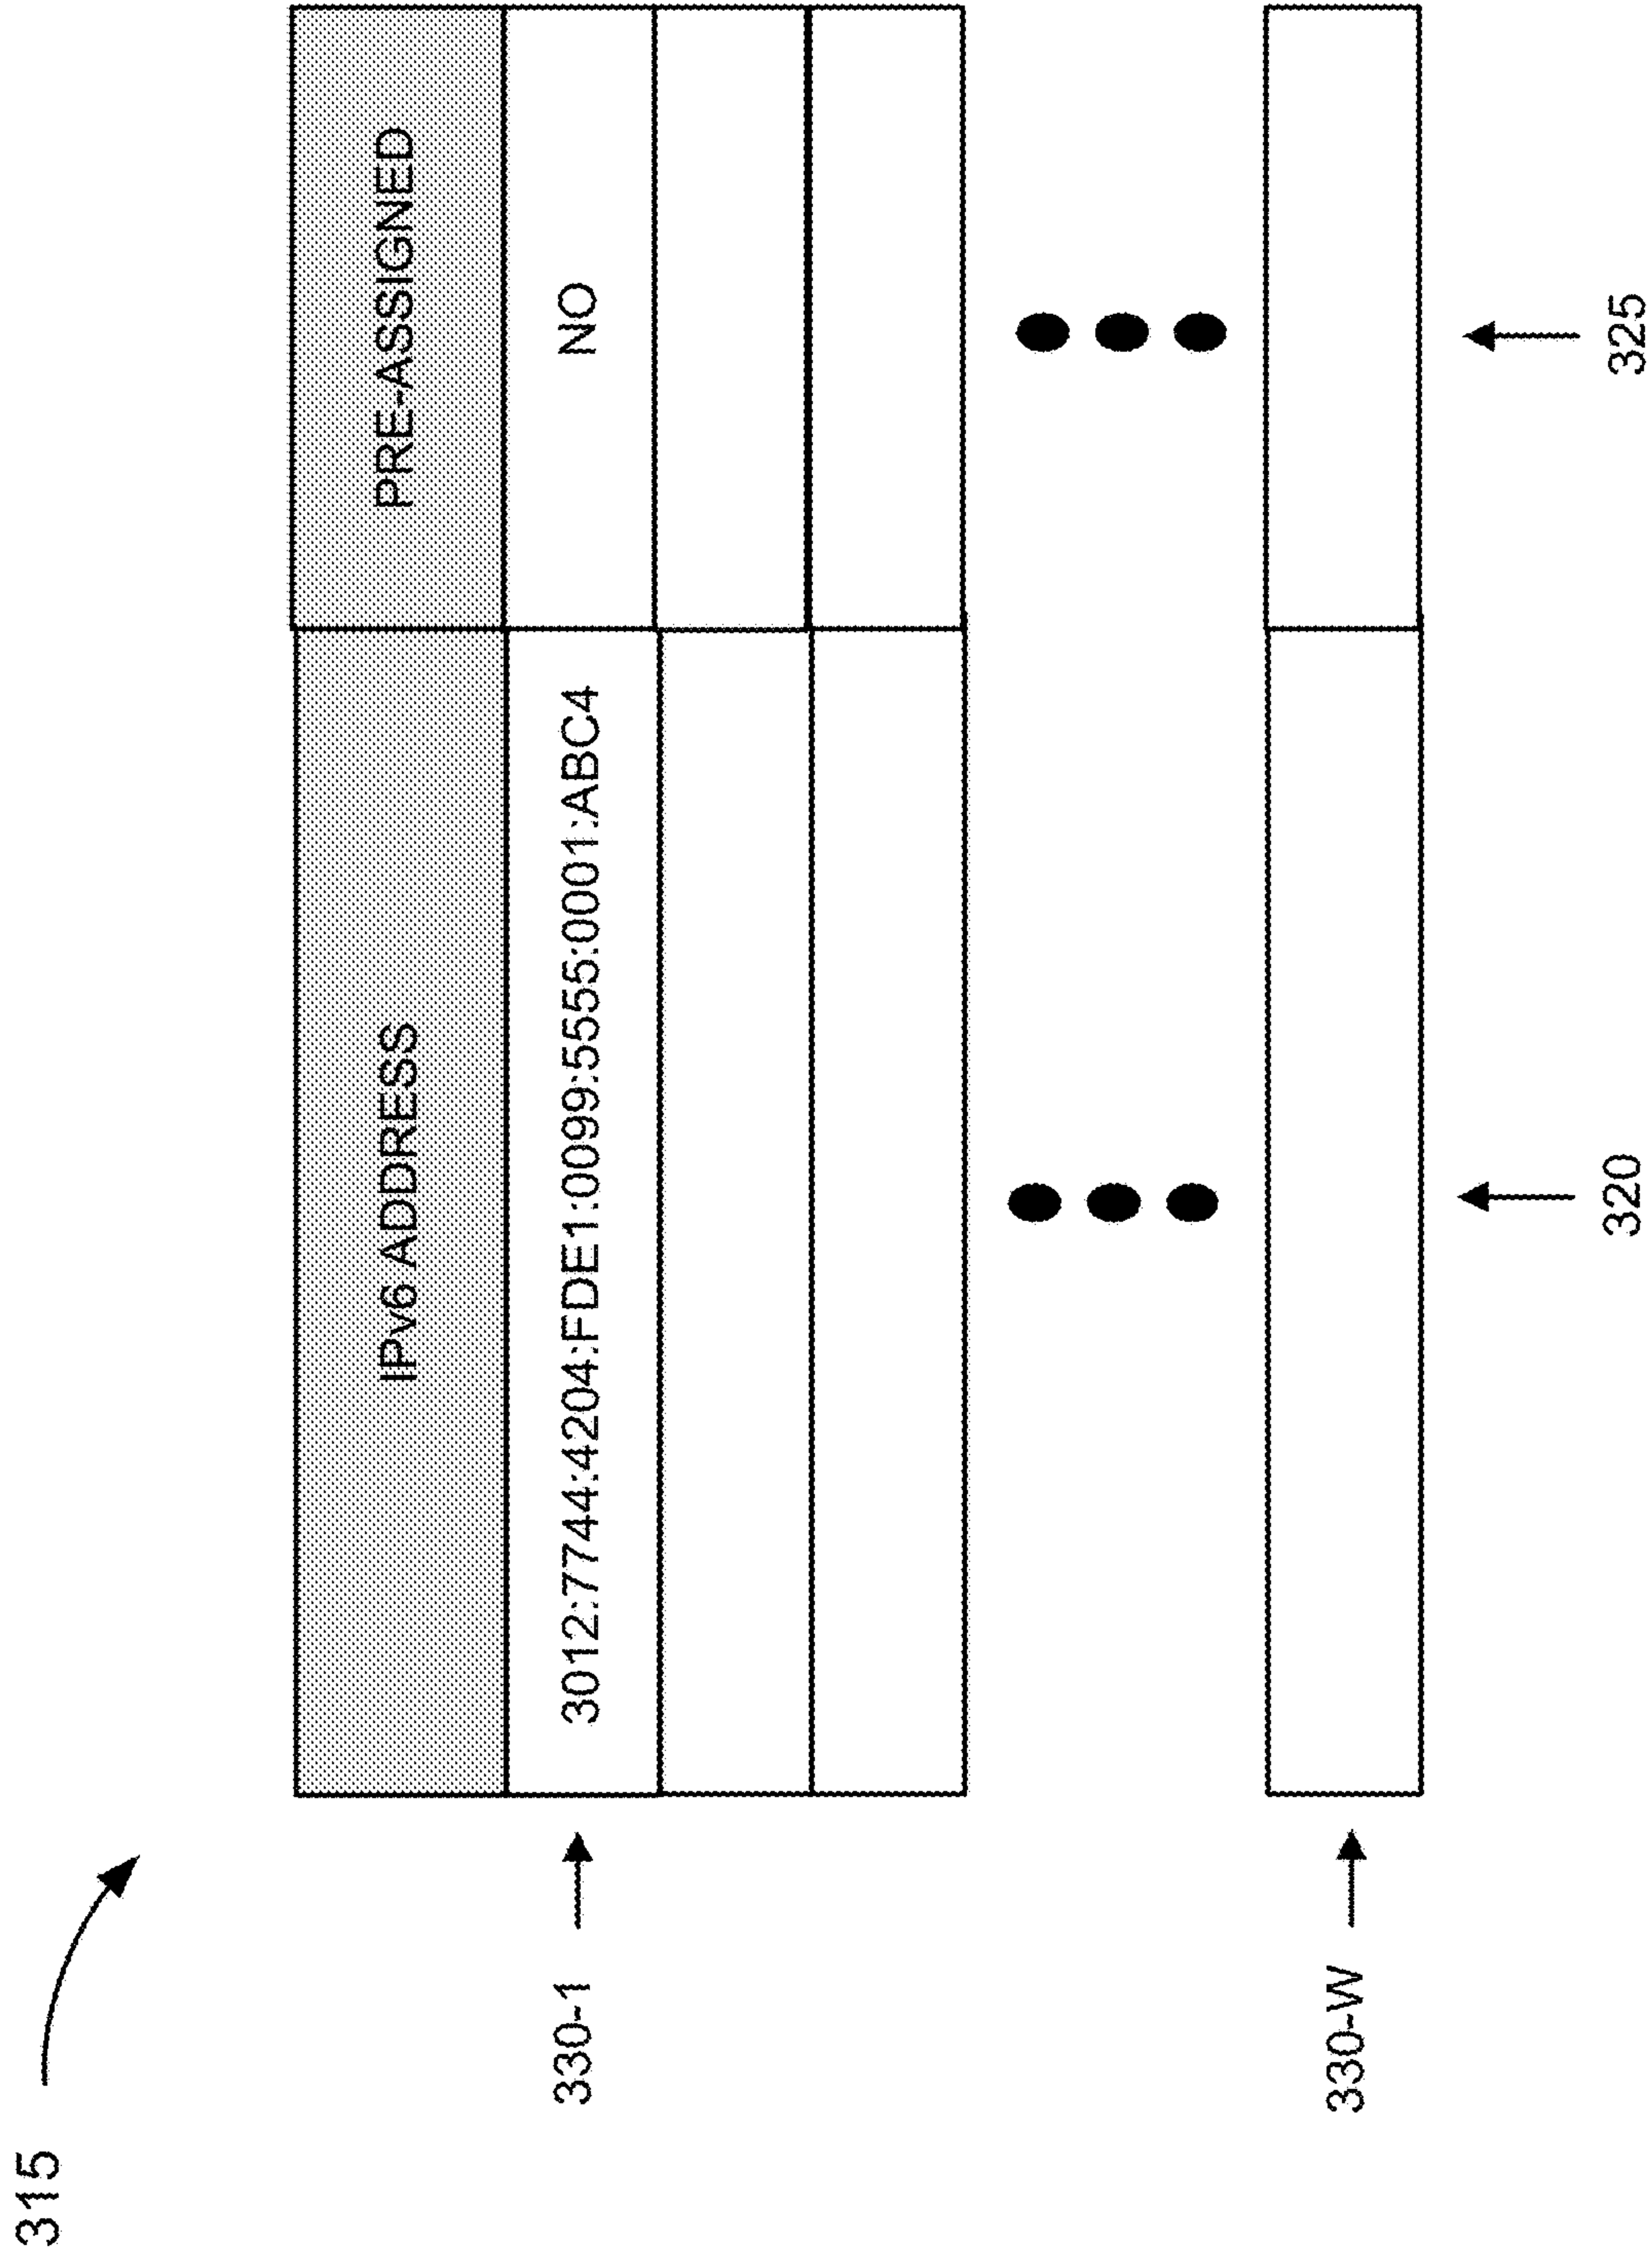 315
IPv6 ADDRESS PRE-ASSIGNED
330-1 3012:7744:4204:FDE1:0099:5555:0001:ABC4 NO
330-W
320 325